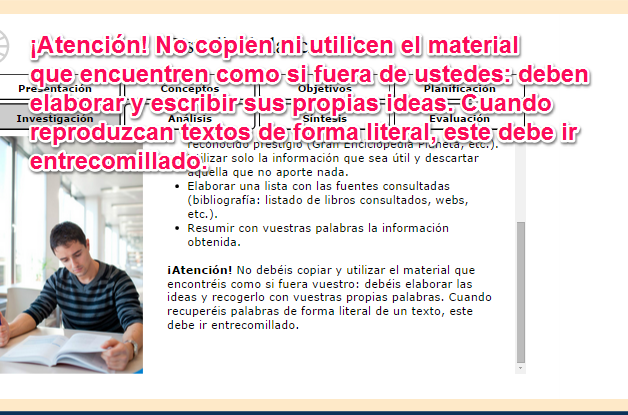 ¡Atención! No copien ni utilicen el material
que encuentren como si fuera de ustedes: deben
elaborar y escribir sus propias ideas. Cuando
reproduzcan textos de forma literal, este debe ir
entrecomillado.
Presentación Conceptos Objetivos Planificación
Investigación Análisis Síntesis Evaluación
reconocido prestigio (Gran Enciclopedia Planeta, etc.).
Utilizar solo la información que sea útil y descartar
aquella que no aporte nada.
• Elaborar una lista con las fuentes consultadas
(bibliografía: listado de libros consultados, webs,
etc.).
• Resumir con vuestras palabras la información
obtenida.
¡Atención! No debéis copiar y utilizar el material que
encontréis como si fuera vuestro: debéis elaborar las
ideas y recogerlo con vuestras propias palabras. Cuando
recuperéis palabras de forma literal de un texto, este
debe ir entrecomillado.